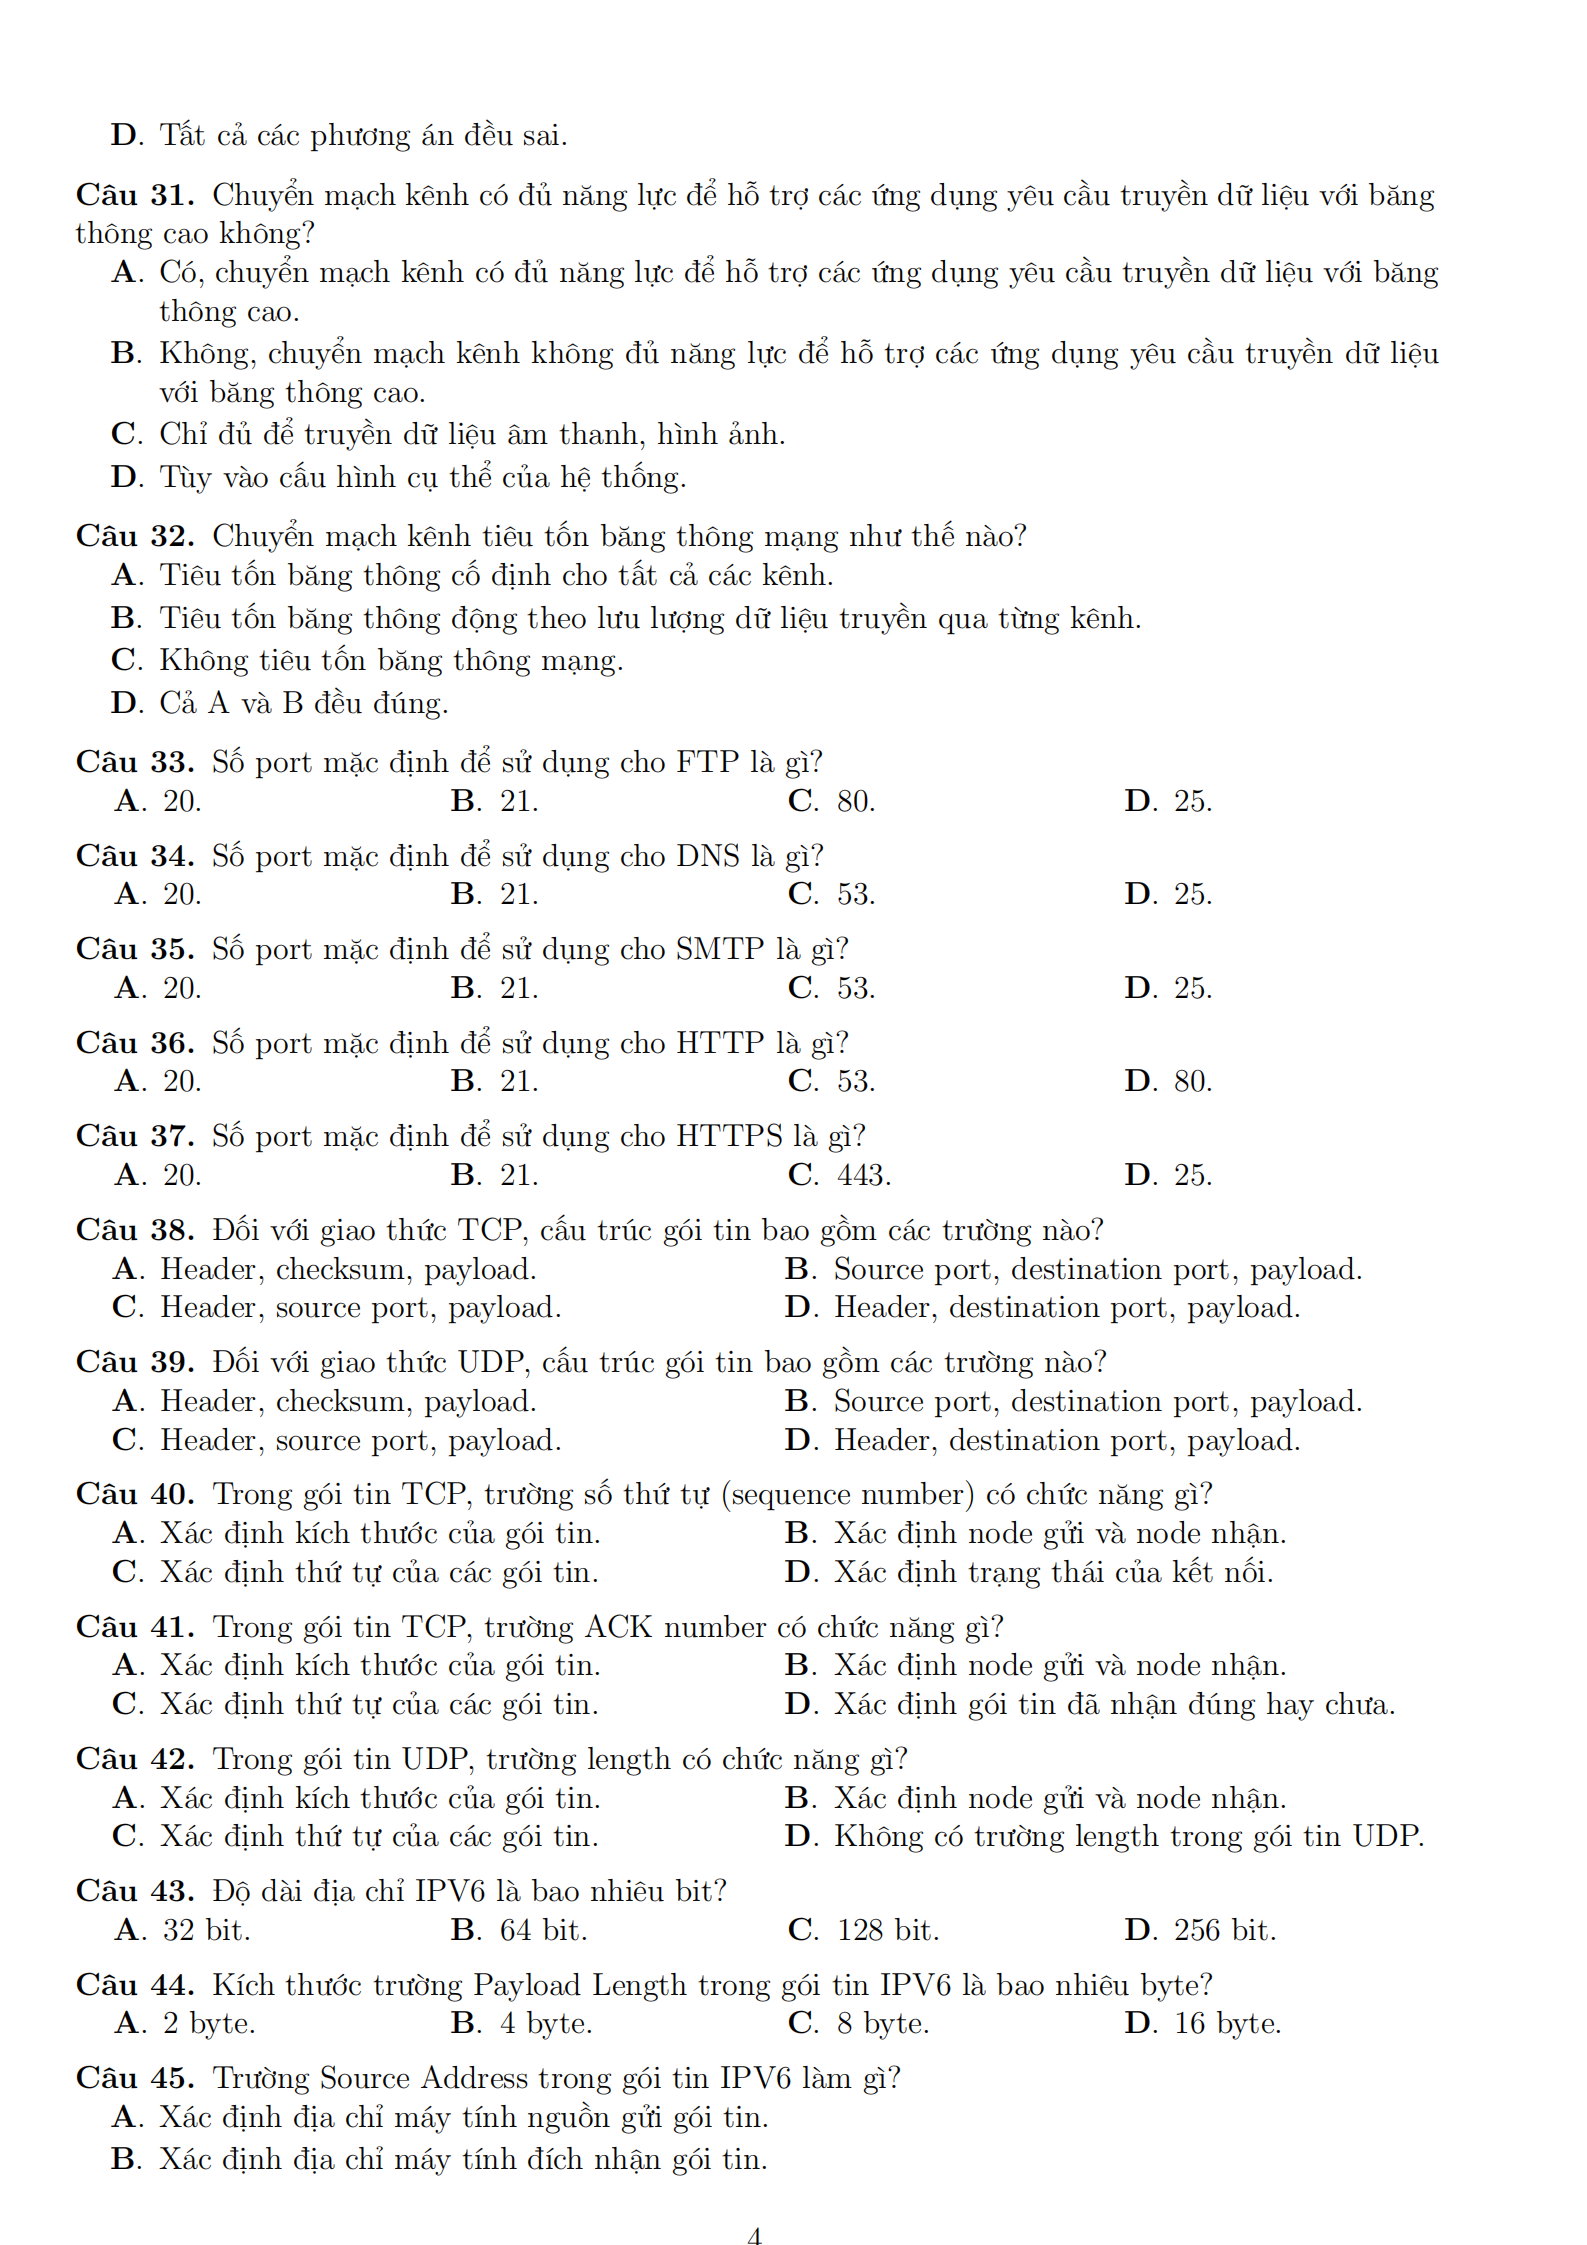 D. Tất cả các phương án đều sai.
Câu 31. Chuyển mạch kênh có đủ năng lực để hỗ trợ các ứng dụng yêu cầu truyền dữ liệu với băng
thông cao không?
A. Có, chuyển mạch kênh có đủ năng lực để hỗ trợ các ứng dụng yêu cầu truyền dữ liệu với băng
thông cao.
B. Không, chuyển mạch kênh không đủ năng lực để hỗ trợ các ứng dụng yêu cầu truyền dữ liệu
với băng thông cao.
C. Chỉ đủ để truyền dữ liệu âm thanh, hình ảnh.
D. Tùy vào cấu hình cụ thể của hệ thống.
Câu 32. Chuyển mạch kênh tiêu tốn băng thông mạng như thế nào?
A. Tiêu tốn băng thông cố định cho tất cả các kênh.
B. Tiêu tốn băng thông động theo lưu lượng dữ liệu truyền qua từng kênh.
C. Không tiêu tốn băng thông mạng.
D. Cả A và B đều đúng.
Câu 33. Số port mặc định để sử dụng cho FTP là gì?
A. 20. B. 21. C. 80. D. 25.
Câu 34. Số port mặc định để sử dụng cho DNS là gì?
A. 20. B. 21. C. 53. D. 25.
Câu 35. Số port mặc định để sử dụng cho SMTP là gì?
A. 20. B. 21. C. 53. D. 25.
Câu 36. Số port mặc định để sử dụng cho HTTP là gì?
A. 20. B. 21. C. 53. D. 80.
Câu 37. Số port mặc định để sử dụng cho HTTPS là gì?
A. 20. B. 21. C. 443. D. 25.
Câu 38. Đối với giao thức TCP, cấu trúc gói tin bao gồm các trường nào?
A. Header, checksum, payload. B. Source port, destination port, payload.
C. Header, source port, payload. D. Header, destination port, payload.
Câu 39. Đối với giao thức UDP, cấu trúc gói tin bao gồm các trường nào?
A. Header, checksum, payload. B. Source port, destination port, payload.
C. Header, source port, payload. D. Header, destination port, payload.
Câu 40. Trong gói tin TCP, trường số thứ tự (sequence number) có chức năng gì?
A. Xác định kích thước của gói tin. B. Xác định node gửi và node nhận.
C. Xác định thứ tự của các gói tin. D. Xác định trạng thái của kết nối.
Câu 41. Trong gói tin TCP, trường ACK number có chức năng gì?
A. Xác định kích thước của gói tin. B. Xác định node gửi và node nhận.
C. Xác định thứ tự của các gói tin. D. Xác định gói tin đã nhận đúng hay chưa.
Câu 42. Trong gói tin UDP, trường length có chức năng gì?
A. Xác định kích thước của gói tin. B. Xác định node gửi và node nhận.
C. Xác định thứ tự của các gói tin. D. Không có trường length trong gói tin UDP.
Câu 43. Độ dài địa chỉ IPV6 là bao nhiêu bit?
A. 32 bit. B. 64 bit. C. 128 bit. D. 256 bit.
Câu 44. Kích thước trường Payload Length trong gói tin IPV6 là bao nhiêu byte?
A. 2 byte. B. 4 byte. C. 8 byte. D. 16 byte.
Câu 45. Trường Source Address trong gói tin IPV6 làm gì?
A. Xác định địa chỉ máy tính nguồn gửi gói tin.
B. Xác định địa chỉ máy tính đích nhận gói tin.
4